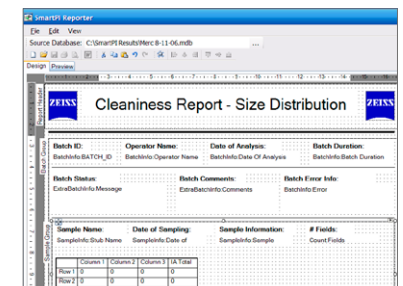 SmartPI Reporter
File Edit View
Source Database: C:\SmartPI Results\Merc 8-11-06.mdb ...
Design Preview
Report Header
ZEISS Cleaniness Report - Size Distribution ZEISS
Batch Group
Batch ID: Operator Name: Date of Analysis: Batch Duration:
BatchInfo:BATCH_ID BatchInfo:Operator Name BatchInfo:Date Of Analysis BatchInfo:Batch Duration
Batch Status: Batch Comments: Batch Error Info:
ExtraBatchInfo:Message ExtraBatchInfo:Comments BatchInfo:Error
Sample Group
Sample Name: Date of Sampling: Sample Information: # Fields:
SampleInfo:Stub Name SampleInfo:Date of SampleInfo:Sample Count:Fields
Column 1 Column 2 Column 3 IA Total
Row 1 0 0 0 0
Row 2 0 0 0 0